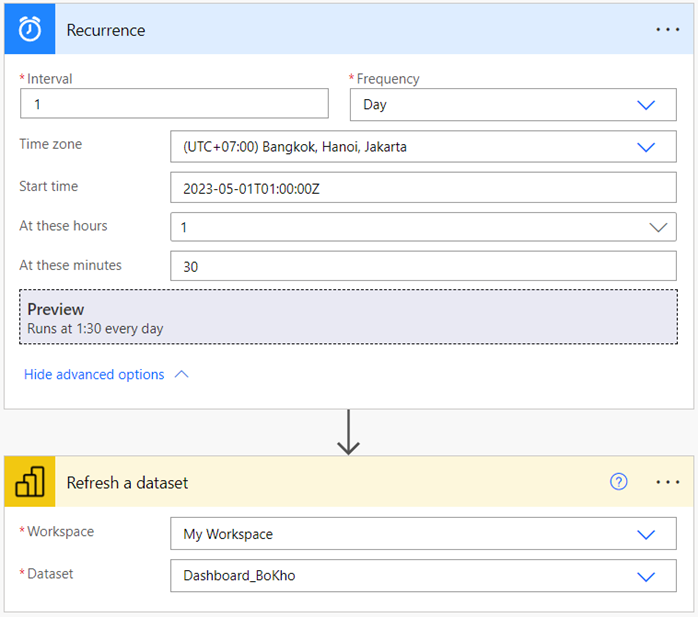 Recurrence
* Interval
* Frequency
1
Day
Time zone
(UTC+07:00) Bangkok, Hanoi, Jakarta
Start time
2023-05-01T01:00:00Z
At these hours
1
At these minutes
30
Preview
Runs at 1:30 every day
Hide advanced options
Refresh a dataset
?
* Workspace
My Workspace
* Dataset
Dashboard_BoKho